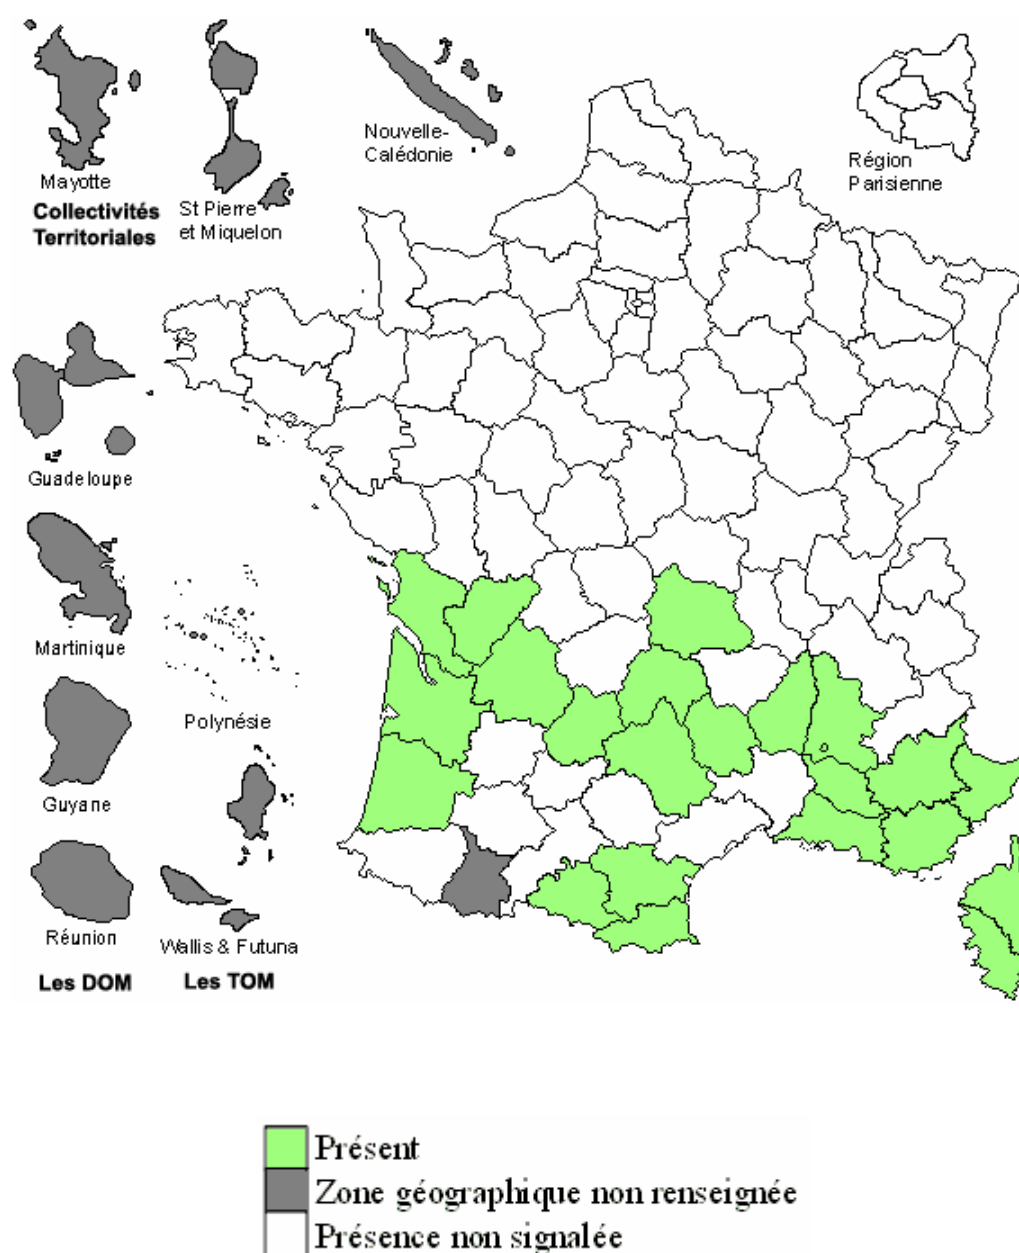 Mayotte
Collectivités
Territoriales
St Pierre
et Miquelon
Nouvelle-
Calédonie
Région
Parisienne
Guadeloupe
Martinique
Polynésie
Guyane
Réunion
Wallis & Futuna
Les DOM
Les TOM
Présent
Zone géographique non renseignée
Présence non signalée